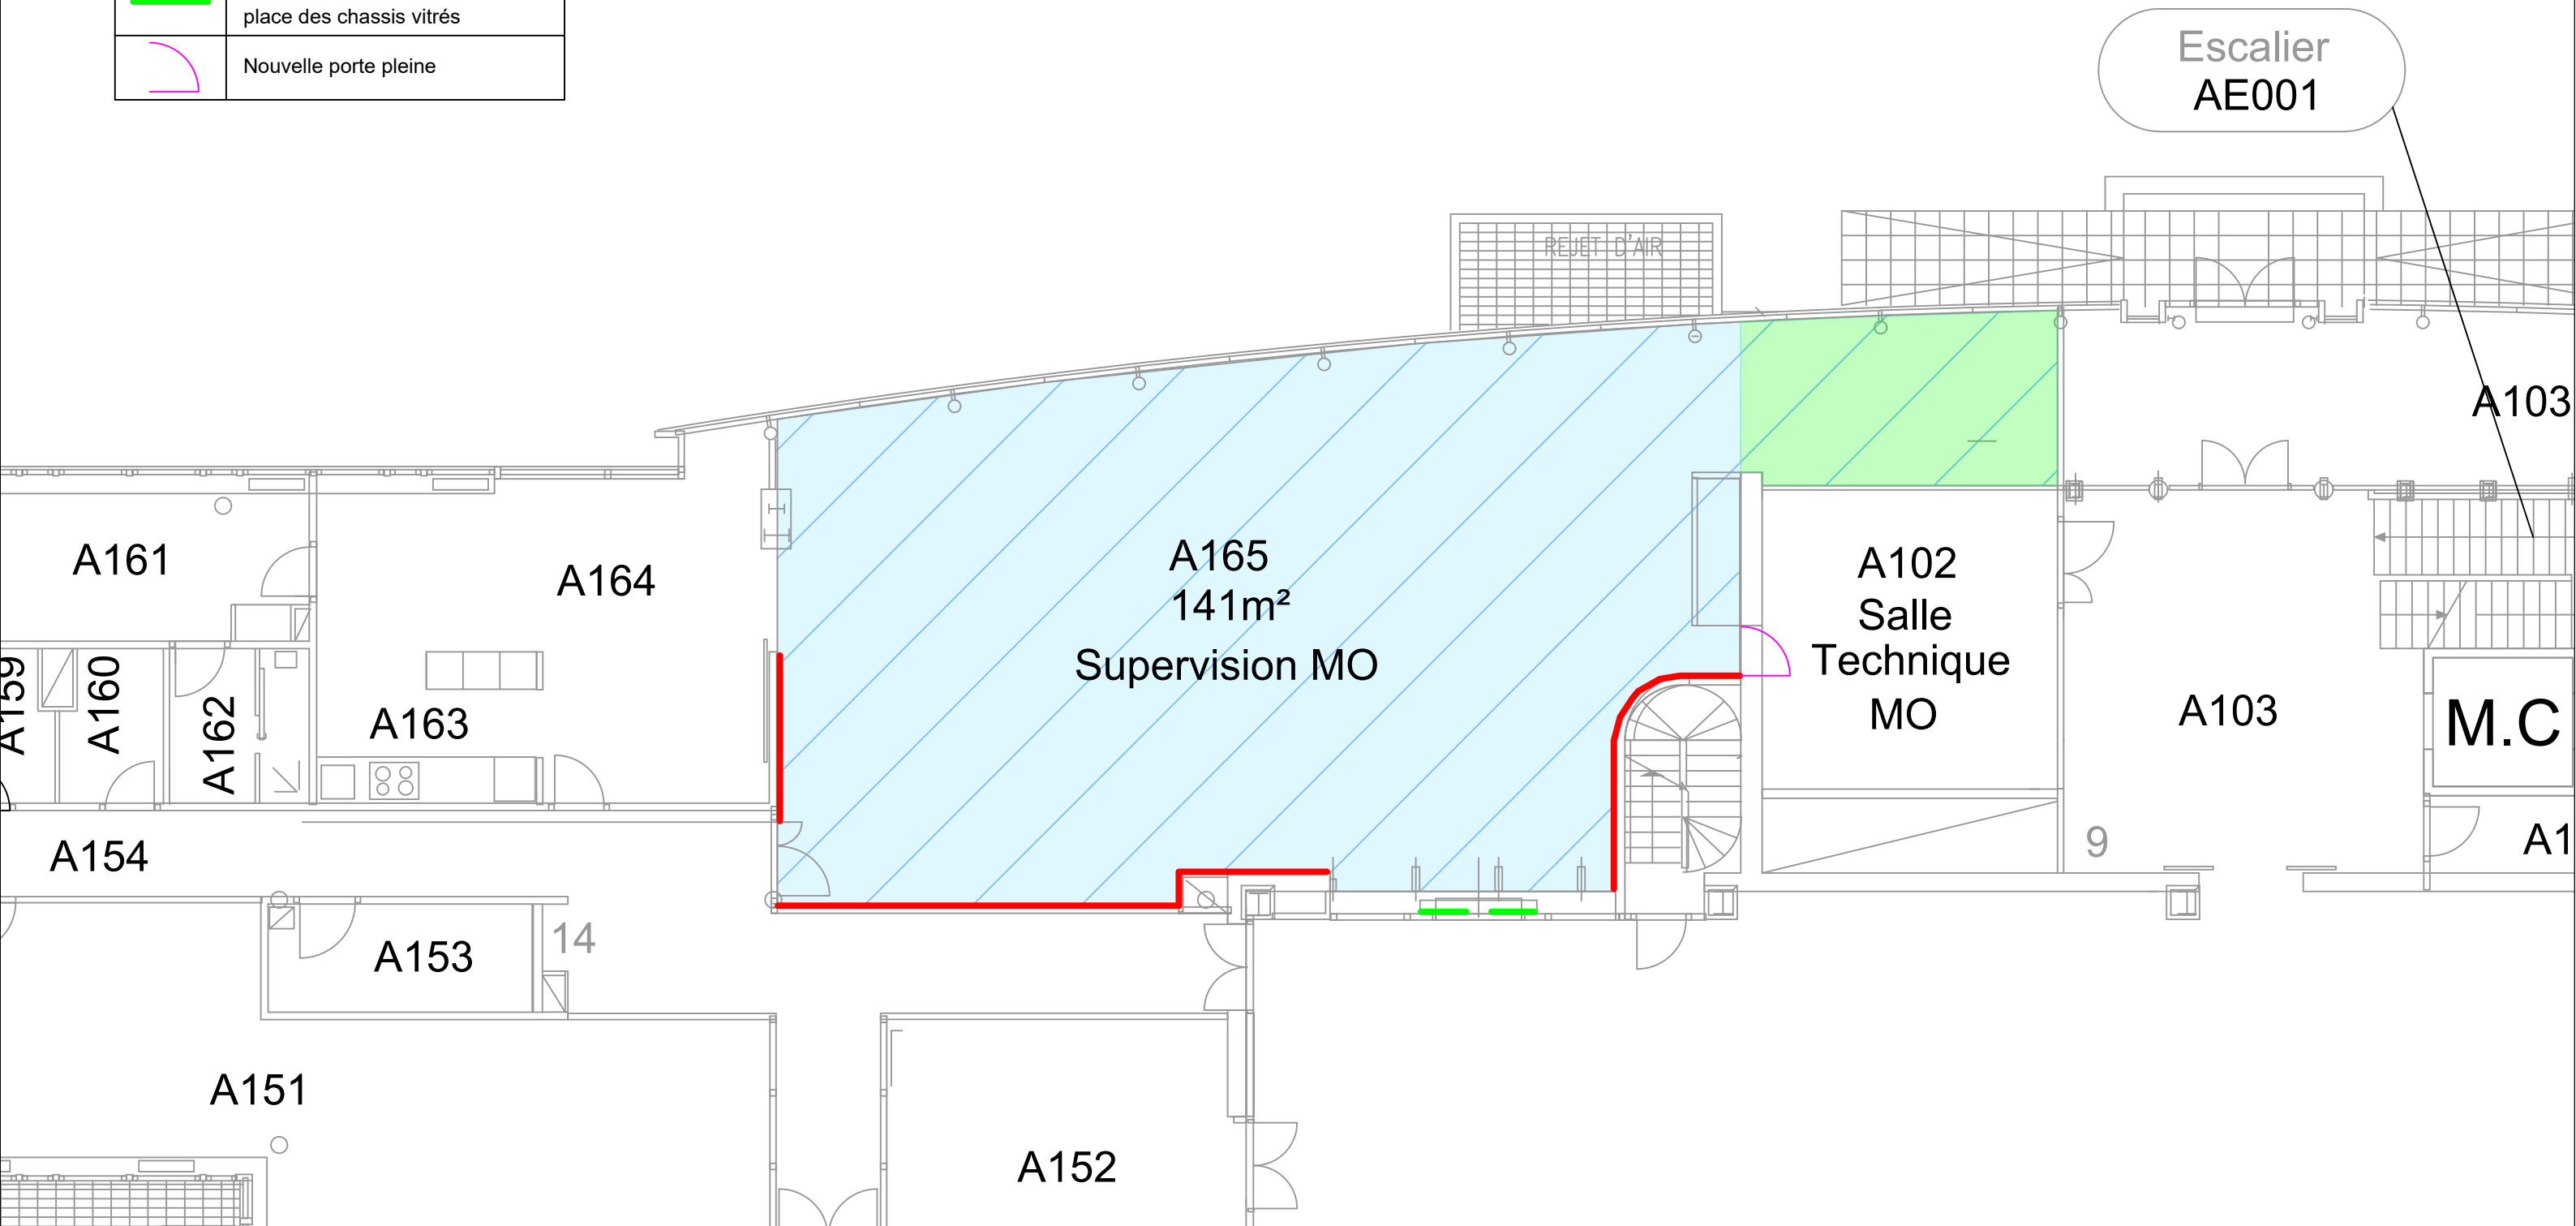 place des chassis vitrés
Nouvelle porte pleine
Escalier
AE001
REJET D'AIR
A103
A161
A164
A165
141m²
Supervision MO
A102
Salle
Technique
MO
A159
A160
A162
A163
A103
M.C
A154
9
A1
A153
14
A151
A152